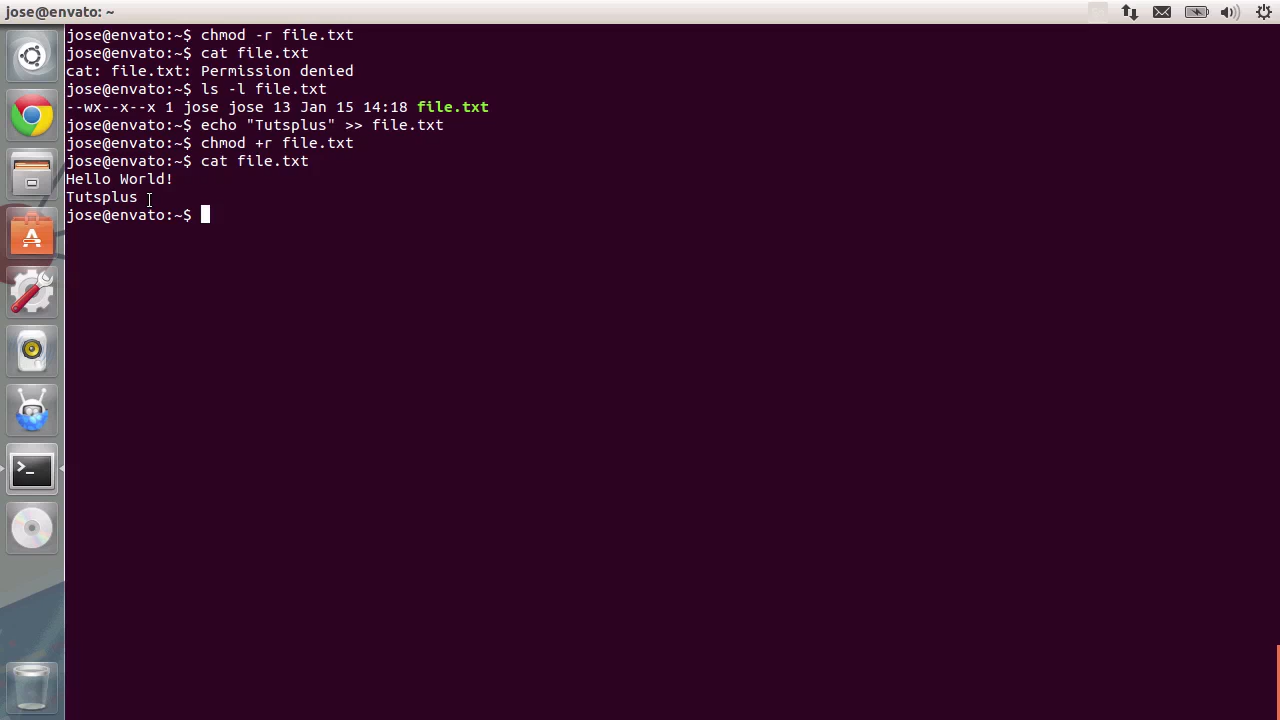 jose@envato: ~
jose@envato:~$ chmod -r file.txt
jose@envato:~$ cat file.txt
cat: file.txt: Permission denied
jose@envato:~$ ls -l file.txt
--wx--x--x 1 jose jose 13 Jan 15 14:18 file.txt
jose@envato:~$ echo "Tutsplus" >> file.txt
jose@envato:~$ chmod +r file.txt
jose@envato:~$ cat file.txt
Hello World!
Tutsplus
jose@envato:~$